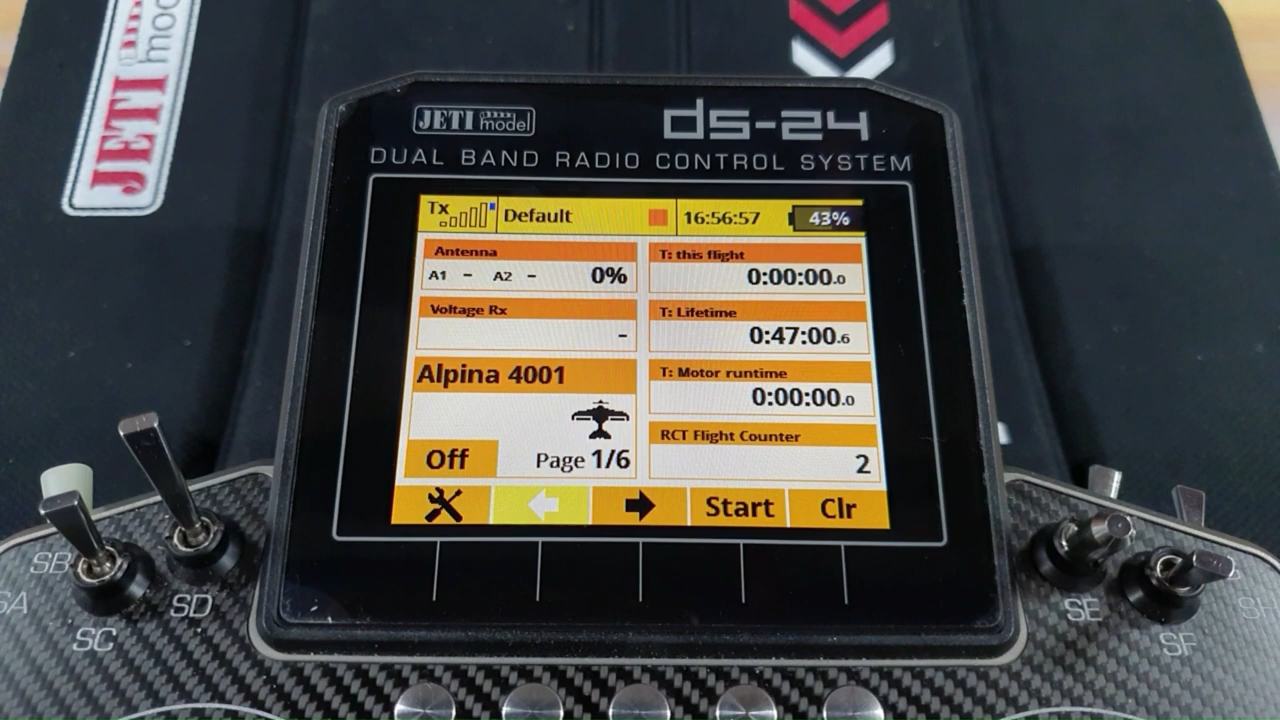 JETI model
JETI model
ds-24
DUAL BAND RADIO CONTROL SYSTEM
Tx Default 16:56:57 43%
Antenna
A1 - A2 - 0%
Voltage Rx
-
Alpina 4001
Off Page 1/6
T: this flight
0:00:00.0
T: Lifetime
0:47:00.6
T: Motor runtime
0:00:00.0
RCT Flight Counter
2
Start Clr
SB
SA
SD
SC
SE
SF
SH